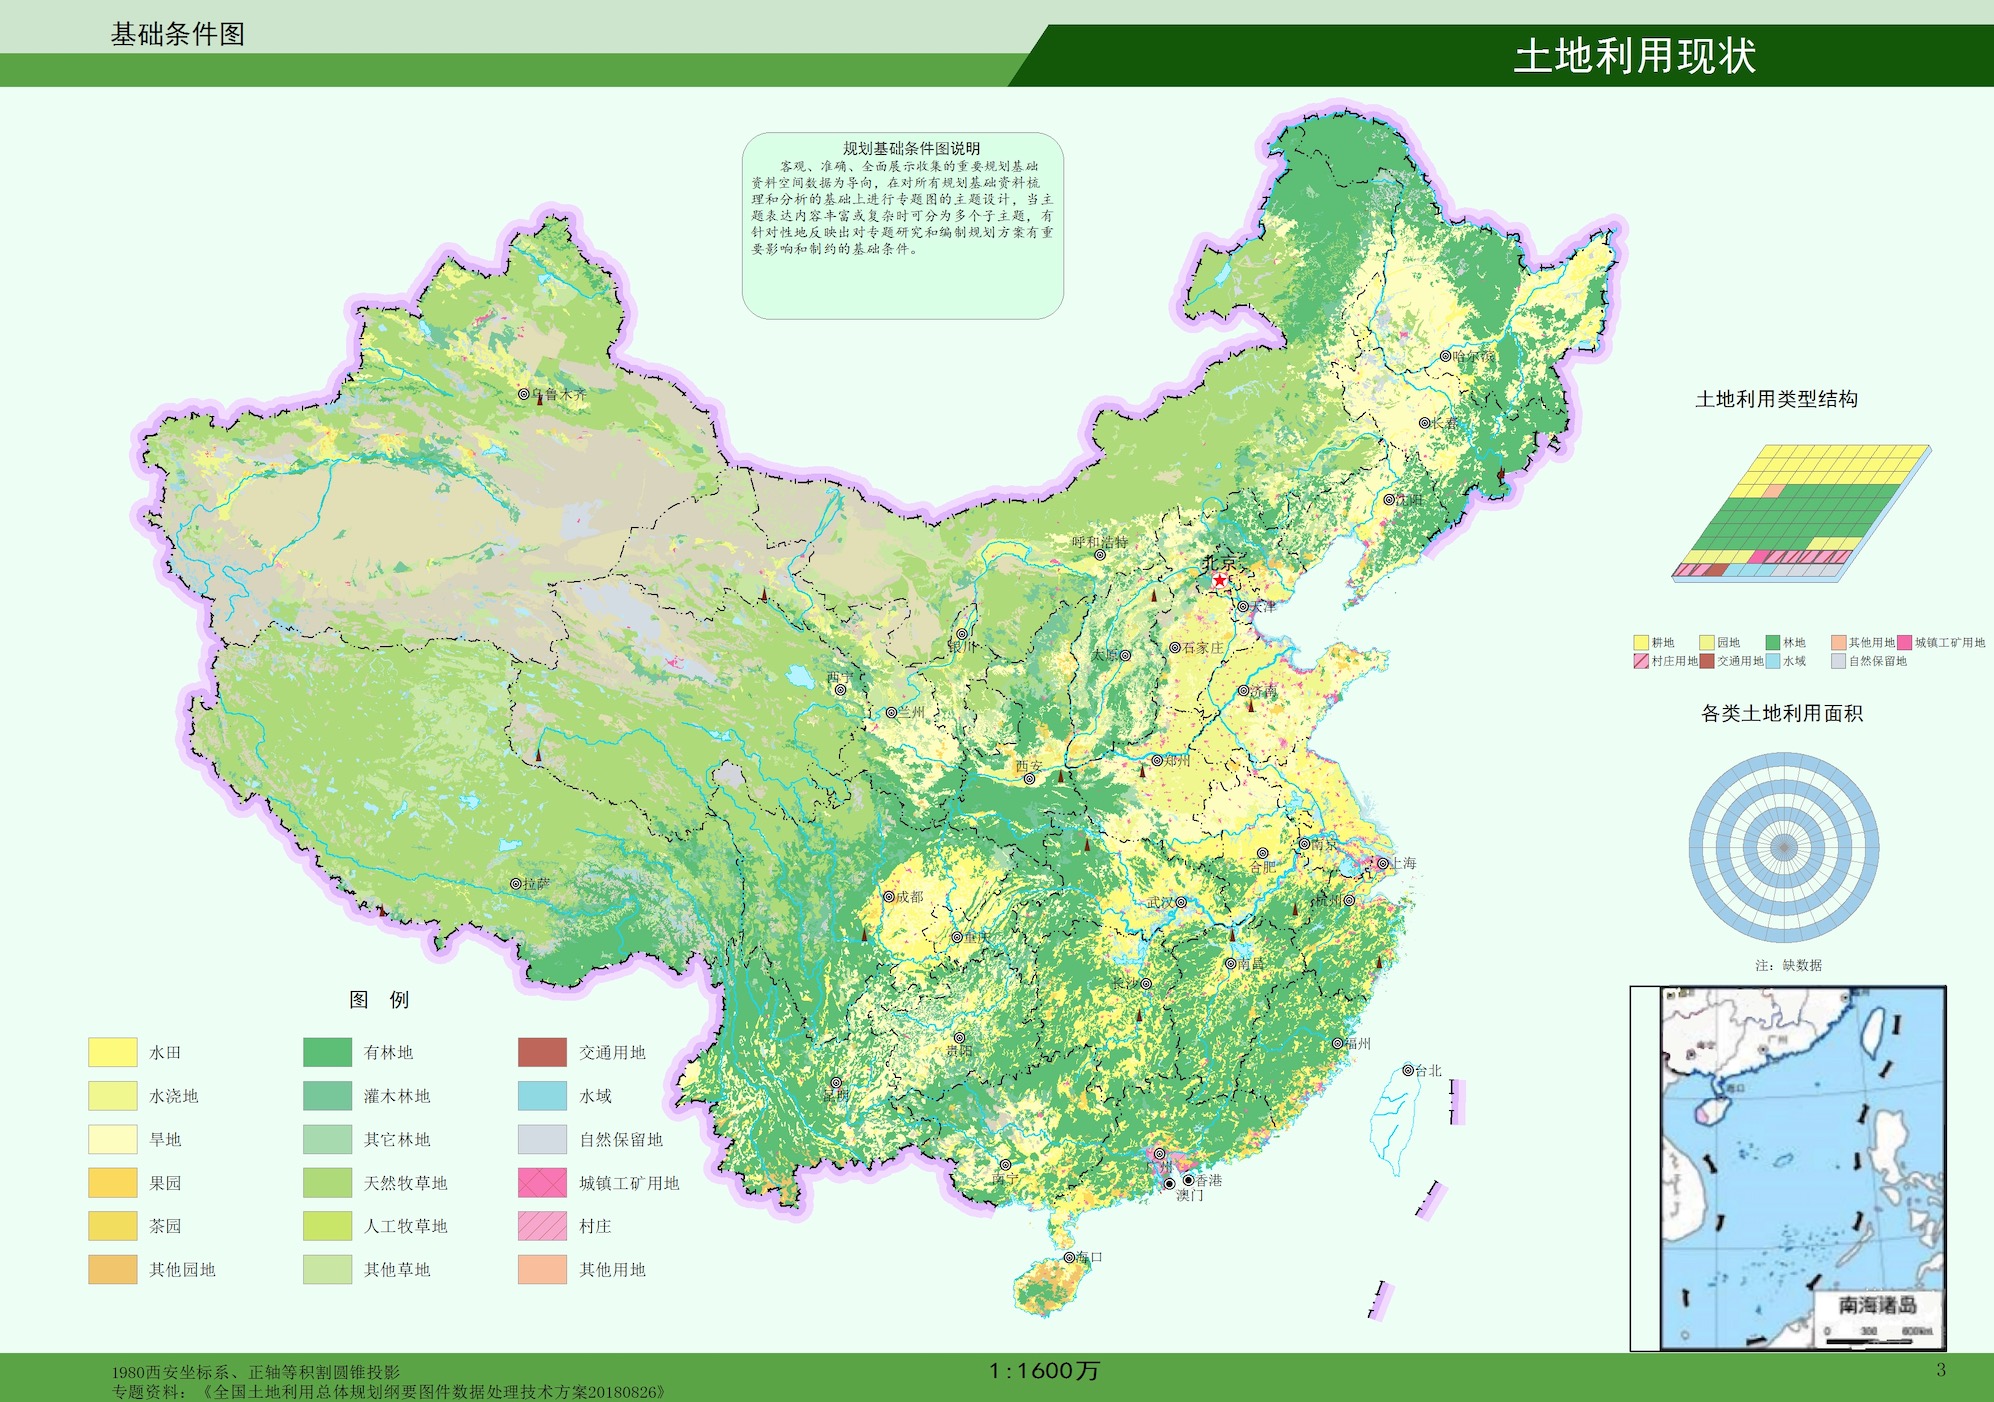 基础条件图
土地利用现状
规划基础条件图说明
客观、准确、全面展示收集的重要规划基础
资料空间数据为导向，在对所有规划基础资料梳
理和分析的基础上进行专题图的主题设计，当主
题表达内容丰富或复杂时可分为多个子主题，有
针对性地反映出对专题研究和编制规划方案有重
要影响和制约的基础条件。
哈尔滨
乌鲁木齐
长春
沈阳
呼和浩特
北京
天津
银川
太原
石家庄
西宁
济南
兰州
西安
郑州
南京
合肥
上海
拉萨
成都
武汉
杭州
重庆
南昌
长沙
贵阳
福州
昆明
台北
广州
南宁
香港
澳门
海口
土地利用类型结构
耕地 园地 林地 其他用地 城镇工矿用地
村庄用地 交通用地 水域 自然保留地
各类土地利用面积
注：缺数据
图 例
水田 有林地 交通用地
水浇地 灌木林地 水域
旱地 其它林地 自然保留地
果园 天然牧草地 城镇工矿用地
茶园 人工牧草地 村庄
其他园地 其他草地 其他用地
广州
海口
南海诸岛
0 300 600km
1980西安坐标系、正轴等积割圆锥投影
专题资料：《全国土地利用总体规划纲要图件数据处理技术方案20180826》
1:1600万
3